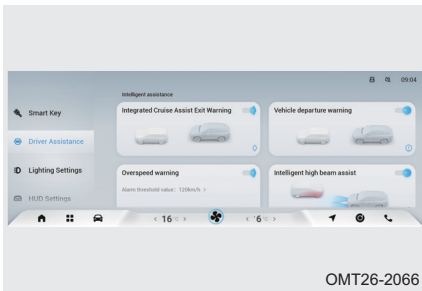 09:04
Intelligent assistance
Smart Key
Integrated Cruise Assist Exit Warning
Vehicle departure warning
Driver Assistance
Lighting Settings
Overspeed warning
Intelligent high beam assist
Alarm threshold value: 120km/h >
HUD Settings
< 16 °c >
< '6 °c >
OMT26-2066